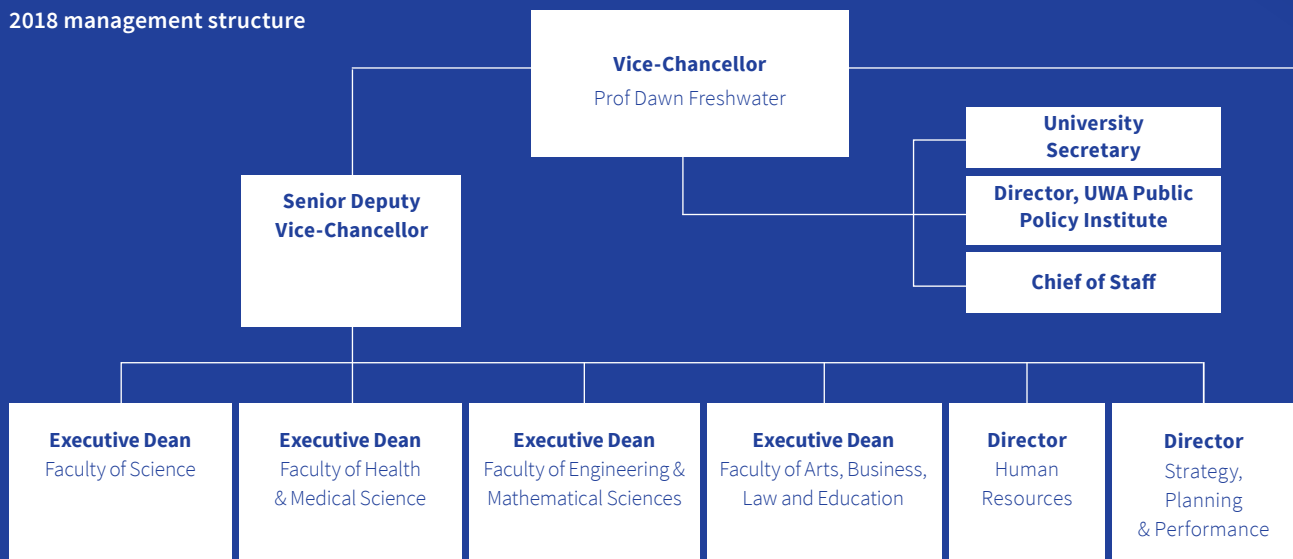 2018 management structure
Vice-Chancellor
Prof Dawn Freshwater
University
Secretary
Director, UWA Public
Policy Institute
Chief of Staff
Senior Deputy
Vice-Chancellor
Executive Dean
Faculty of Science
Executive Dean
Faculty of Health
& Medical Science
Executive Dean
Faculty of Engineering &
Mathematical Sciences
Executive Dean
Faculty of Arts, Business,
Law and Education
Director
Human
Resources
Director
Strategy,
Planning
& Performance